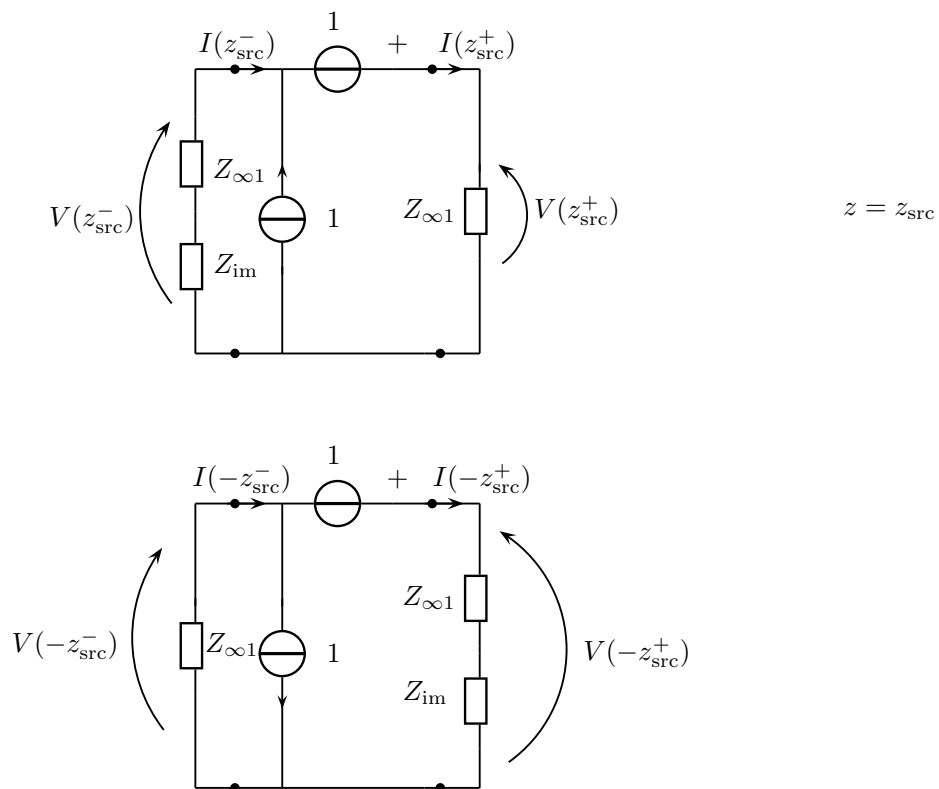 1
I(z_src^-) + I(z_src^+)
Z_∞1
V(z_src^-) Z_∞1 V(z_src^+) z = z_src
1
Z_im
1
I(-z_src^-) + I(-z_src^+)
Z_∞1
V(-z_src^-) Z_∞1 1 V(-z_src^+)
Z_im